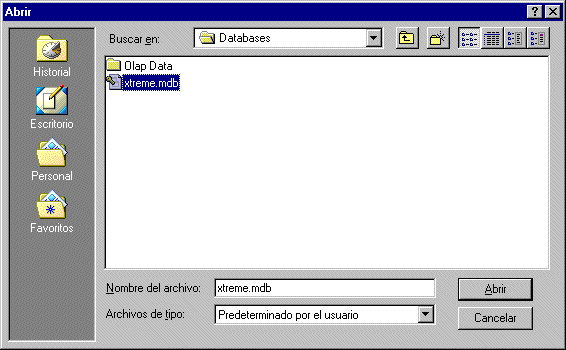 Abrir
Buscar en: Databases
Historial
Escritorio
Personal
Favoritos
Olap Data
xtreme.mdb
Nombre del archivo: xtreme.mdb
Abrir
Archivos de tipo: Predeterminado por el usuario
Cancelar